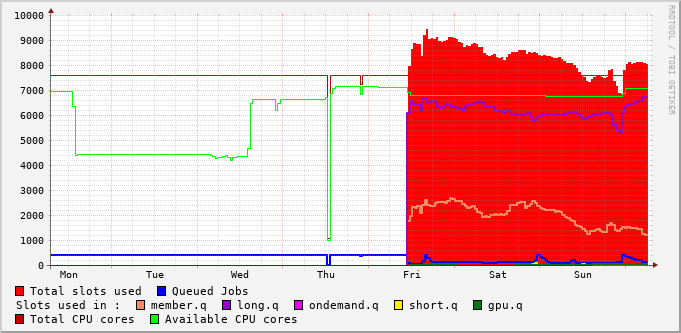 10000
9000
8000
7000
6000
5000
4000
3000
2000
1000
0
Mon Tue Wed Thu Fri Sat Sun
RRDTOOL / TOBI OETIKER
Total slots used Queued Jobs
Slots used in : member.q long.q ondemand.q short.q gpu.q
Total CPU cores Available CPU cores